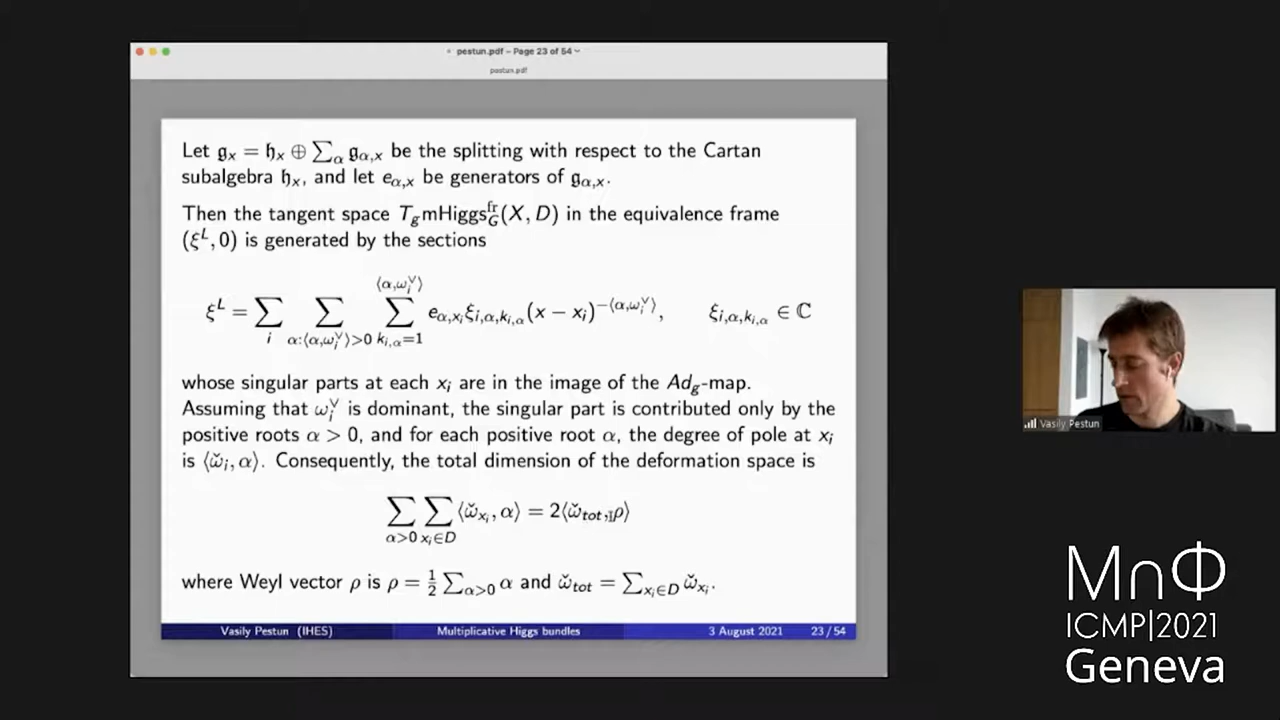 pestun.pdf – Page 23 of 54
pestun.pdf
Let 𝔤ₓ = 𝔥ₓ ⊕ ∑_α 𝔤_{α,x} be the splitting with respect to the Cartan
subalgebra 𝔥ₓ, and let e_{α,x} be generators of 𝔤_{α,x}.
Then the tangent space T_g mHiggs^{fr}_G(X, D) in the equivalence frame
(ξ^L, 0) is generated by the sections
ξ^L = ∑_i ∑_{α:⟨α,ω_i^∨⟩>0} ∑_{k_{i,α}=1}^{⟨α,ω_i^∨⟩} e_{α,x_i} ξ_{i,α,k_{i,α}} (x − x_i)^{−⟨α,ω_i^∨⟩}, ξ_{i,α,k_{i,α}} ∈ ℂ
whose singular parts at each x_i are in the image of the Ad_g-map.
Assuming that ω_i^∨ is dominant, the singular part is contributed only by the
positive roots α > 0, and for each positive root α, the degree of pole at x_i
is ⟨ω̌_i, α⟩. Consequently, the total dimension of the deformation space is
∑_{α>0} ∑_{x_i∈D} ⟨ω̌_{x_i}, α⟩ = 2⟨ω̌_{tot}, ρ⟩
where Weyl vector ρ is ρ = ½ ∑_{α>0} α and ω̌_{tot} = ∑_{x_i∈D} ω̌_{x_i}.
Vasily Pestun (IHES) Multiplicative Higgs bundles 3 August 2021 23 / 54
Vasily Pestun
MПФ
ICMP|2021
Geneva